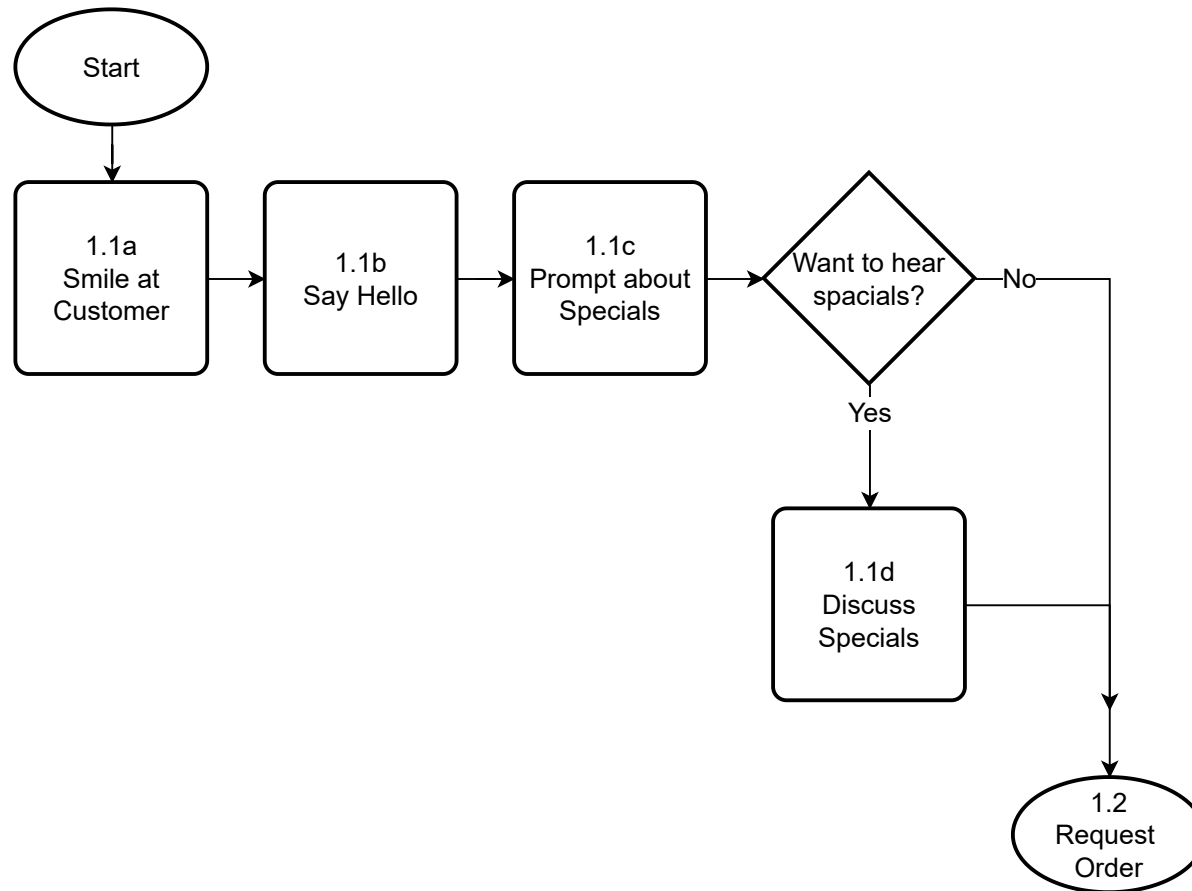 Start
1.1a
Smile at
Customer
1.1b
Say Hello
1.1c
Prompt about
Specials
Want to hear
spacials?
No
Yes
1.1d
Discuss
Specials
1.2
Request
Order